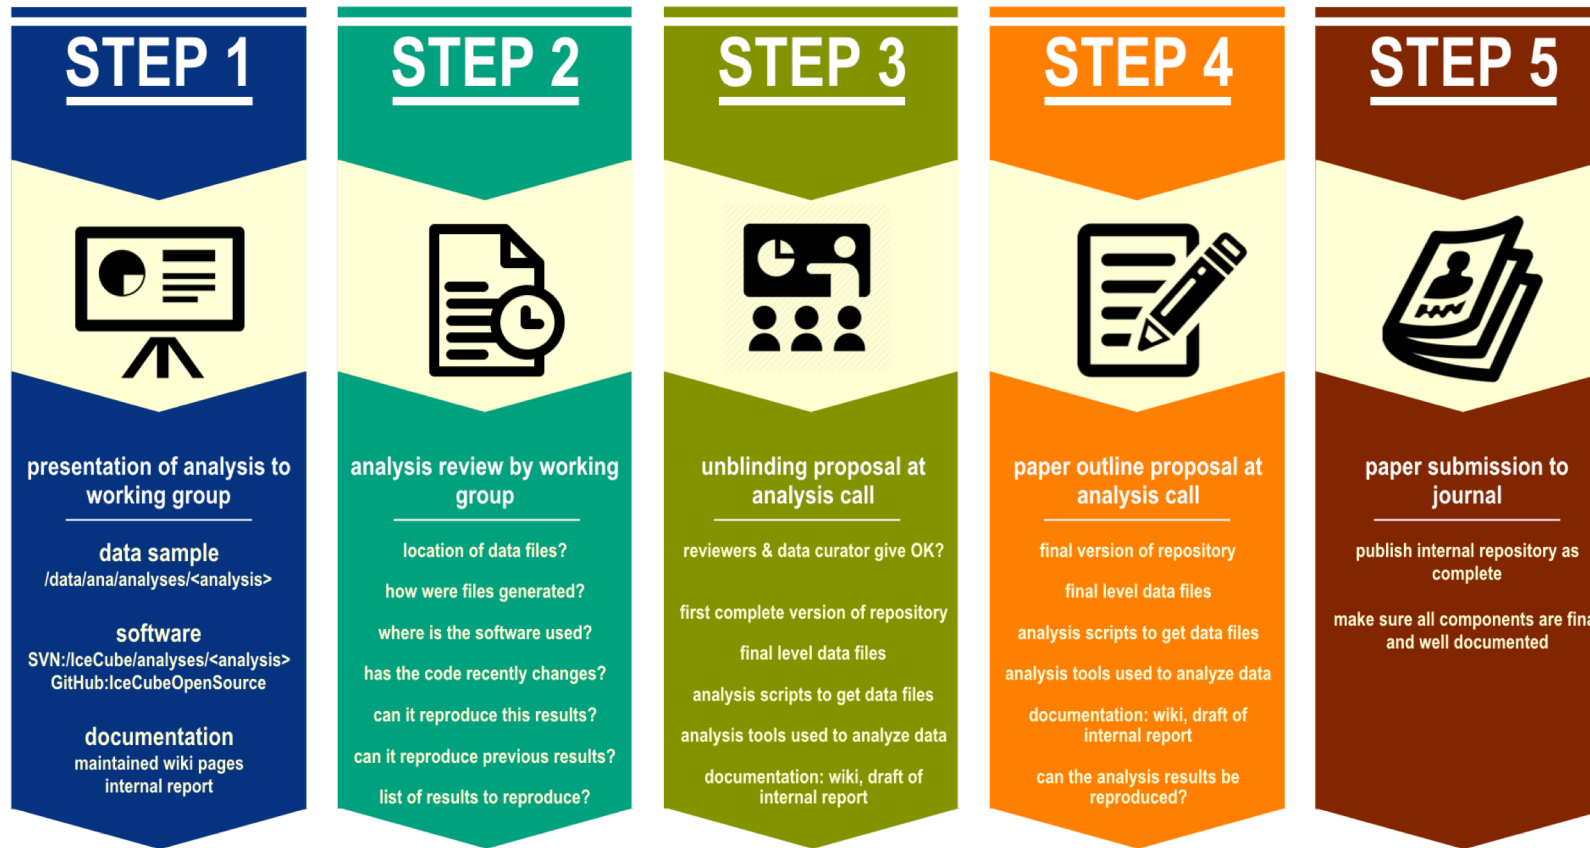 STEP 1
presentation of analysis to
working group
data sample
/data/ana/analyses/<analysis>
software
SVN:/IceCube/analyses/<analysis>
GitHub:IceCubeOpenSource
documentation
maintained wiki pages
internal report
STEP 2
analysis review by working
group
location of data files?
how were files generated?
where is the software used?
has the code recently changes?
can it reproduce this results?
can it reproduce previous results?
list of results to reproduce?
STEP 3
unblinding proposal at
analysis call
reviewers & data curator give OK?
first complete version of repository
final level data files
analysis scripts to get data files
analysis tools used to analyze data
documentation: wiki, draft of
internal report
STEP 4
paper outline proposal at
analysis call
final version of repository
final level data files
analysis scripts to get data files
analysis tools used to analyze data
documentation: wiki, draft of
internal report
can the analysis results be
reproduced?
STEP 5
paper submission to
journal
publish internal repository as
complete
make sure all components are fina
and well documented